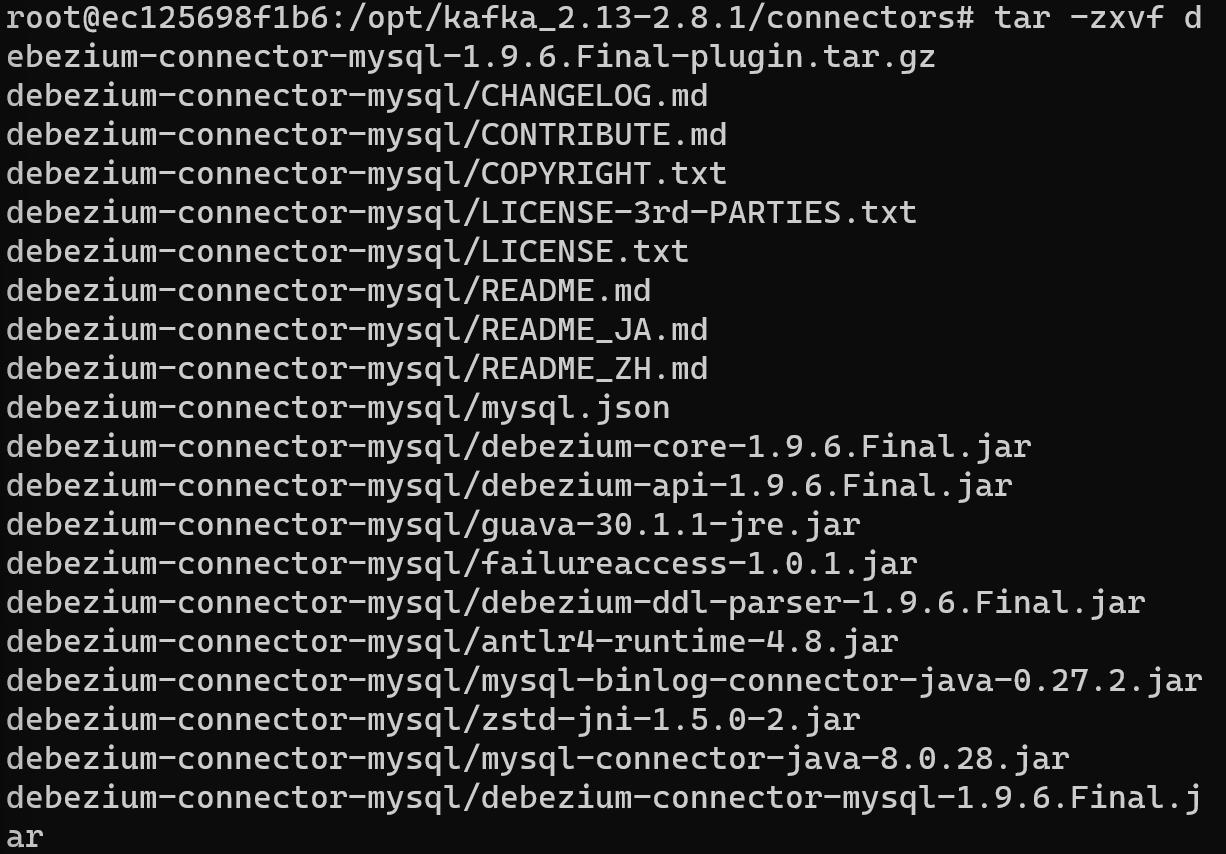 root@ec125698f1b6:/opt/kafka_2.13-2.8.1/connectors# tar -zxvf d
ebezium-connector-mysql-1.9.6.Final-plugin.tar.gz
debezium-connector-mysql/CHANGELOG.md
debezium-connector-mysql/CONTRIBUTE.md
debezium-connector-mysql/COPYRIGHT.txt
debezium-connector-mysql/LICENSE-3rd-PARTIES.txt
debezium-connector-mysql/LICENSE.txt
debezium-connector-mysql/README.md
debezium-connector-mysql/README_JA.md
debezium-connector-mysql/README_ZH.md
debezium-connector-mysql/mysql.json
debezium-connector-mysql/debezium-core-1.9.6.Final.jar
debezium-connector-mysql/debezium-api-1.9.6.Final.jar
debezium-connector-mysql/guava-30.1.1-jre.jar
debezium-connector-mysql/failureaccess-1.0.1.jar
debezium-connector-mysql/debezium-ddl-parser-1.9.6.Final.jar
debezium-connector-mysql/antlr4-runtime-4.8.jar
debezium-connector-mysql/mysql-binlog-connector-java-0.27.2.jar
debezium-connector-mysql/zstd-jni-1.5.0-2.jar
debezium-connector-mysql/mysql-connector-java-8.0.28.jar
debezium-connector-mysql/debezium-connector-mysql-1.9.6.Final.j
ar